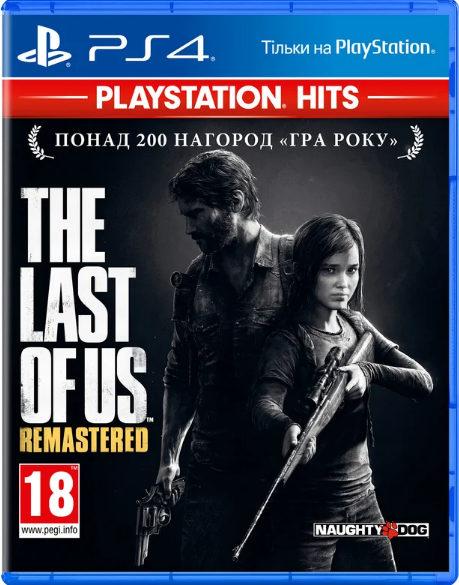 PS4
Тільки на PlayStation®
PLAYSTATION® HITS
ПОНАД 200 НАГОРОД «ГРА РОКУ»
THE
LAST
OF US™
REMASTERED
18
www.pegi.info
NAUGHTY DOG